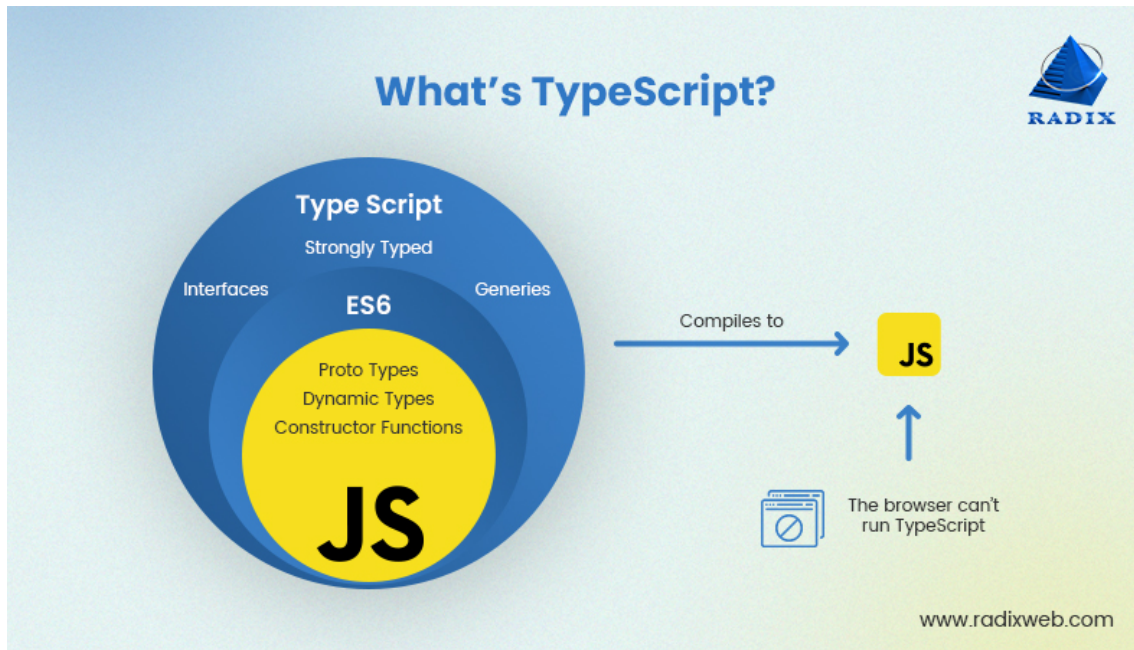 What's TypeScript?
RADIX
Type Script
Strongly Typed
Interfaces
Generies
ES6
Proto Types
Dynamic Types
Constructor Functions
JS
Compiles to
JS
The browser can't
run TypeScript
www.radixweb.com